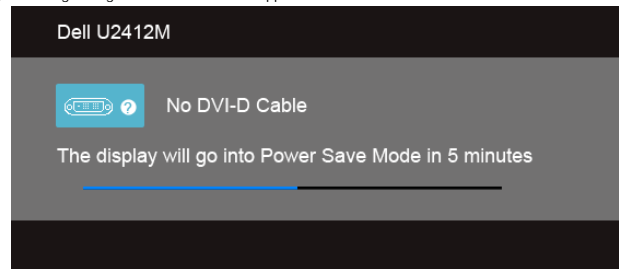 Dell U2412M
? No DVI-D Cable
The display will go into Power Save Mode in 5 minutes